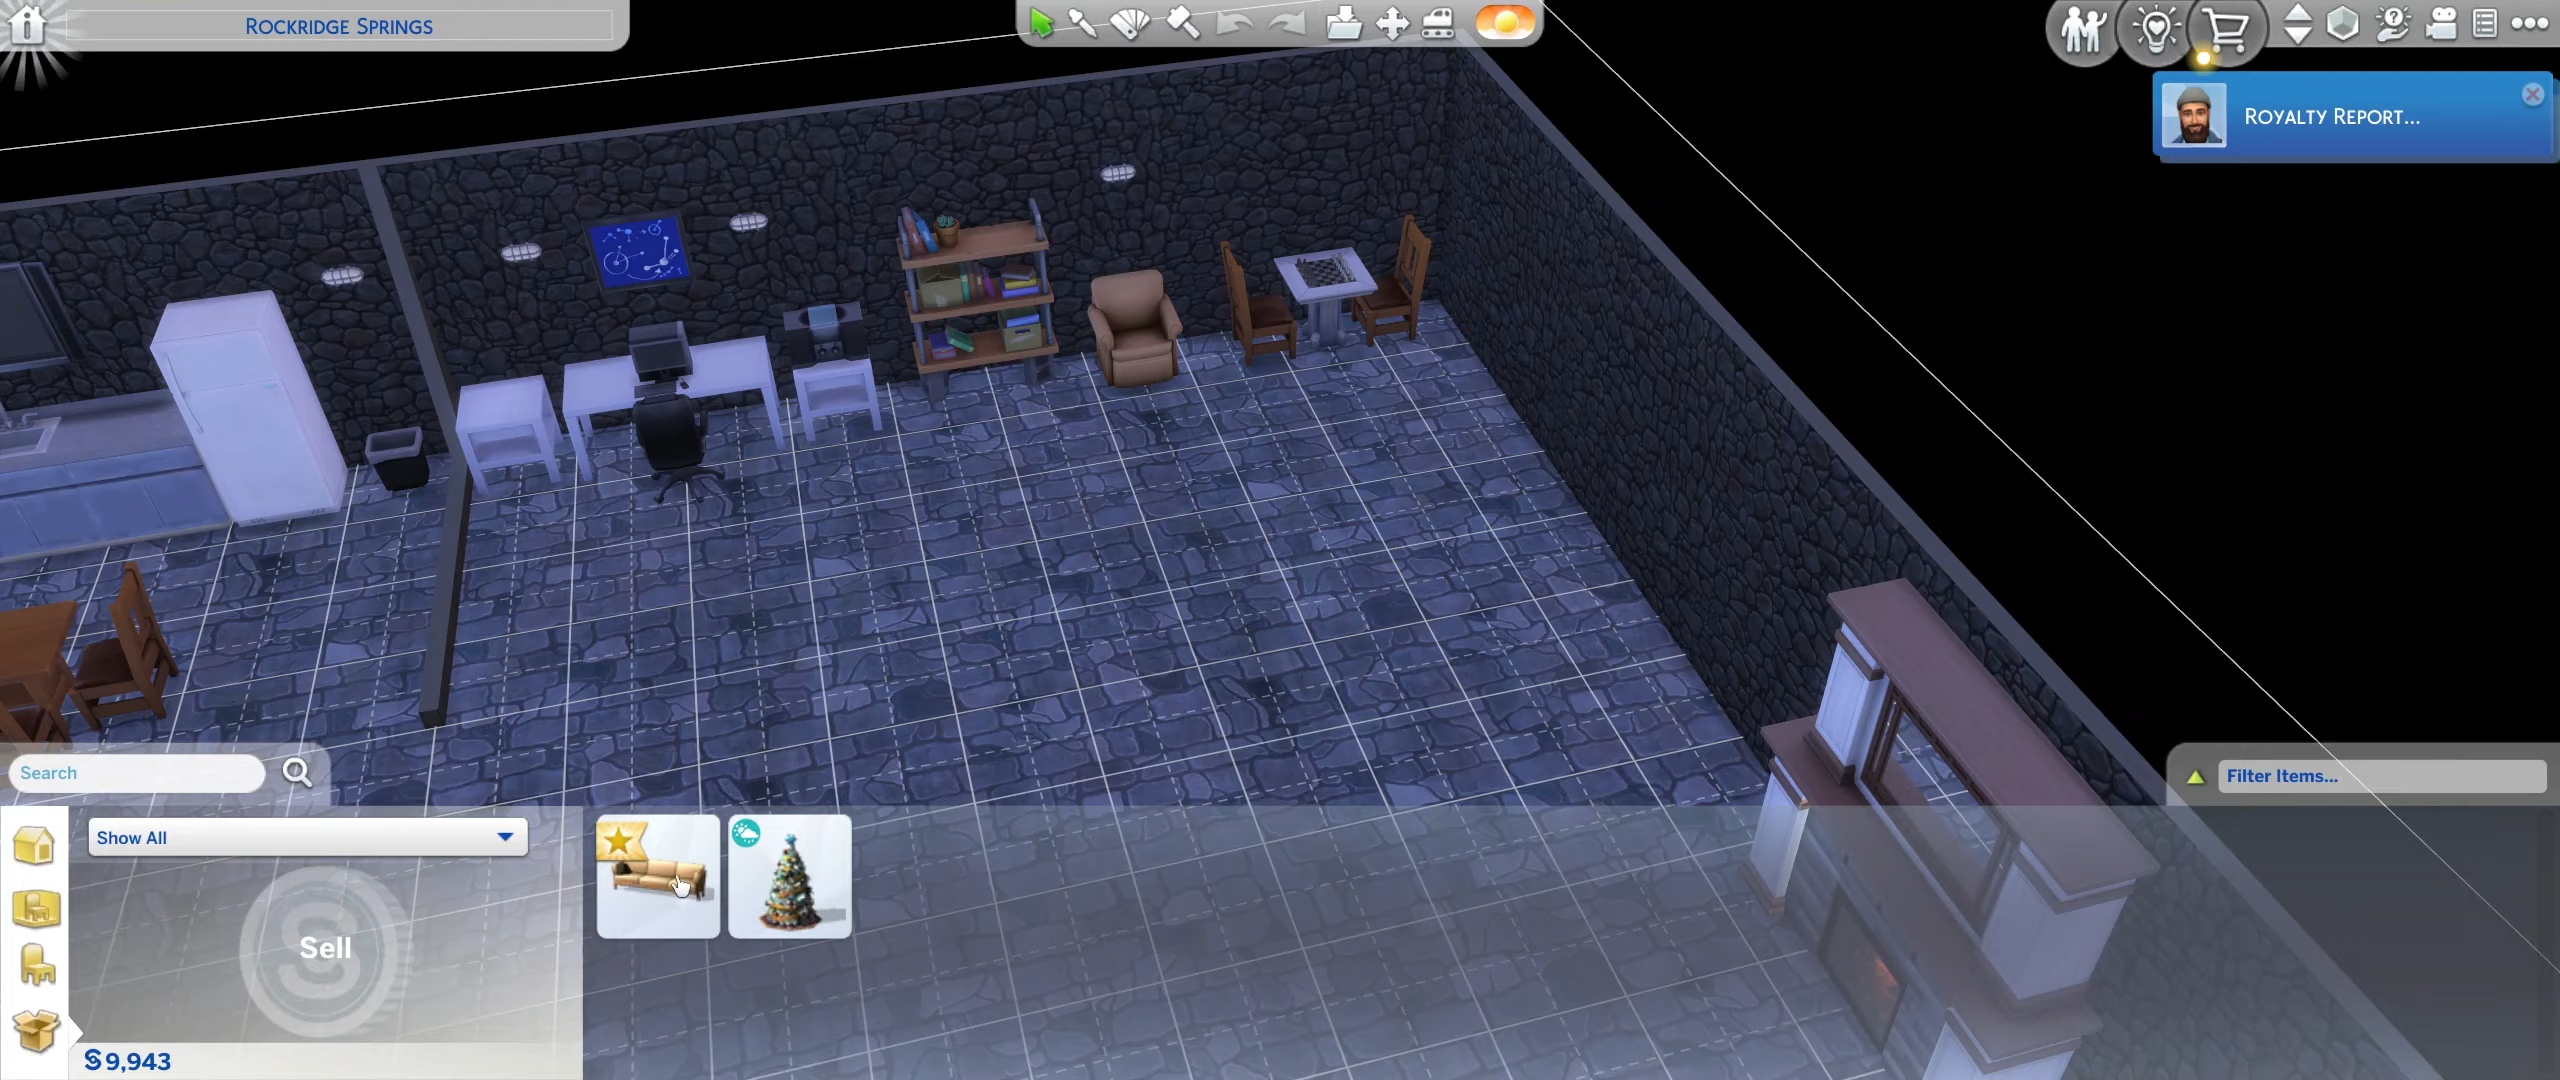 ROCKRIDGE SPRINGS
ROYALTY REPORT...
Search
Filter Items...
Show All
Sell
§9,943